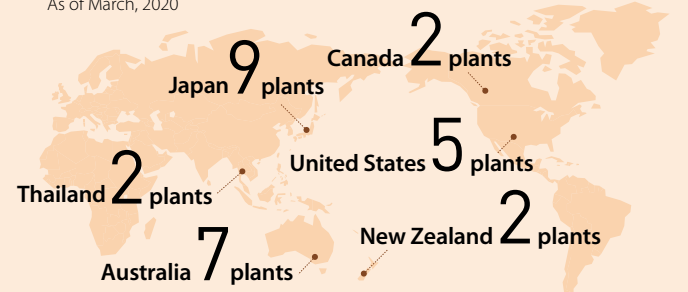 As of March, 2020
Canada 2 plants
Japan 9 plants
United States 5 plants
Thailand 2 plants
New Zealand 2 plants
Australia 7 plants